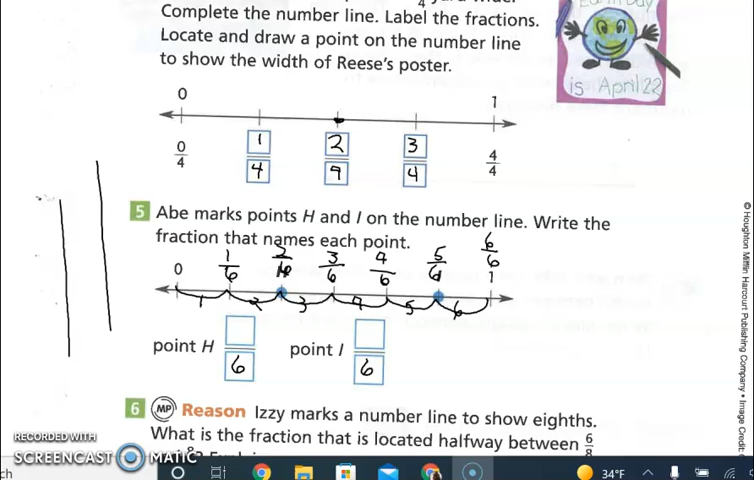 is April 22
Complete the number line. Label the fractions.
Locate and draw a point on the number line
to show the width of Reese's poster.
0 1
0/4 1/4 2/9 3/4 4/4
5 Abe marks points H and I on the number line. Write the
fraction that names each point.
0 1/6 2/6 3/6 4/6 5/6 6/6 1
1 2 3 4 5 6
point H 6 point I 6
6 MP Reason Izzy marks a number line to show eighths.
What is the fraction that is located halfway between 6/8
© Houghton Mifflin Harcourt Publishing Company • Image Credit:
RECORDED WITH
SCREENCAST MATIC
34°F